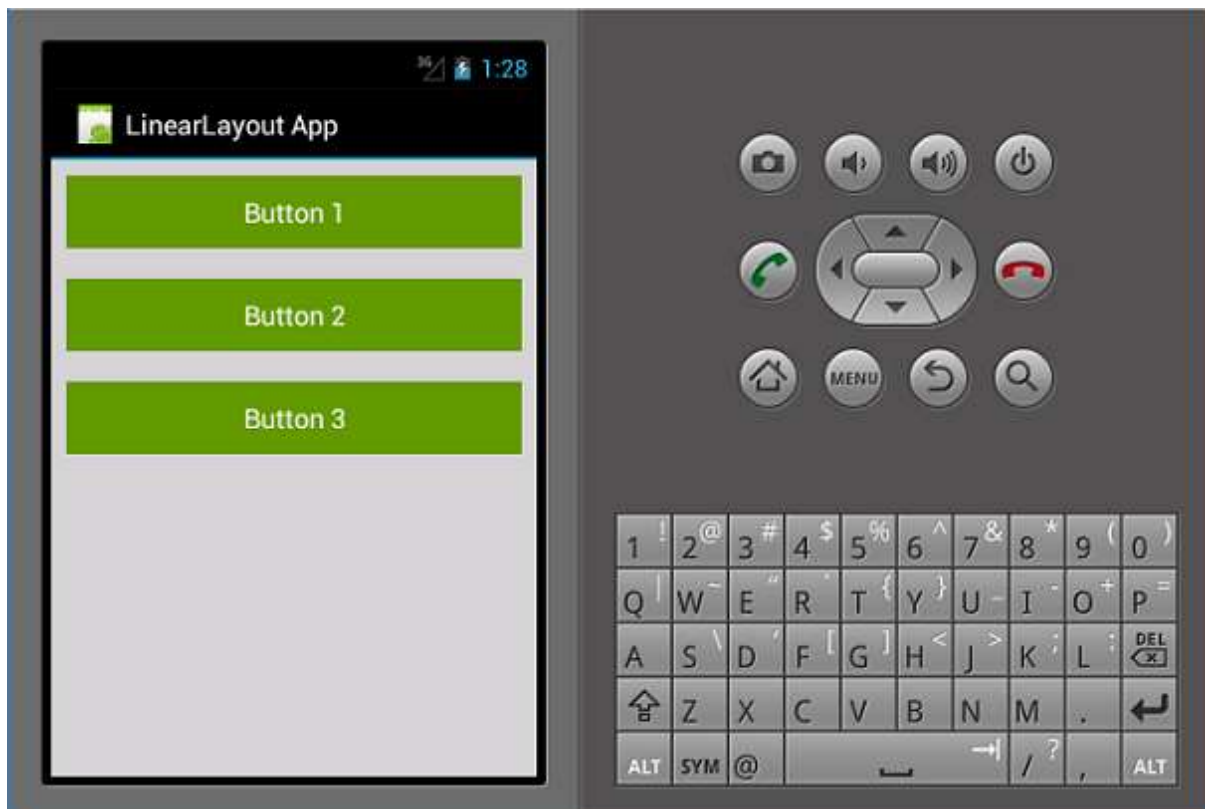 3G 1:28
LinearLayout App
Button 1
Button 2
Button 3
MENU
1 ! 2 @ 3 # 4 $ 5 % 6 ^ 7 & 8 * 9 ( 0 )
Q | W ~ E “ R ` T { Y } U _ I - O + P =
A S \ D ' F [ G ] H < J > K ; L : DEL
Z X C V B N M .
ALT SYM @ / ? , ALT